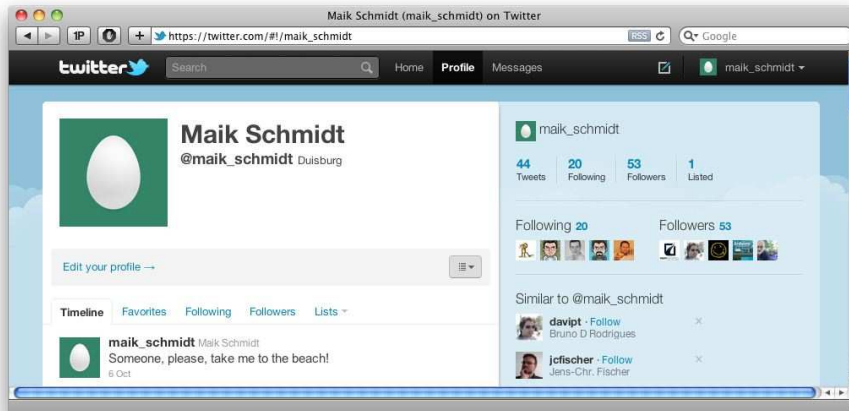 Maik Schmidt (maik_schmidt) on Twitter
1P + https://twitter.com/#!/maik_schmidt RSS Google
twitter Search Home Profile Messages maik_schmidt
Maik Schmidt
@maik_schmidt Duisburg
Edit your profile →
Timeline Favorites Following Followers Lists
maik_schmidt Maik Schmidt
Someone, please, take me to the beach!
6 Oct
maik_schmidt
44 20 53 1
Tweets Following Followers Listed
Following 20 Followers 53
Similar to @maik_schmidt
davipt · Follow ×
Bruno D Rodrigues
jcfischer · Follow ×
Jens-Chr. Fischer